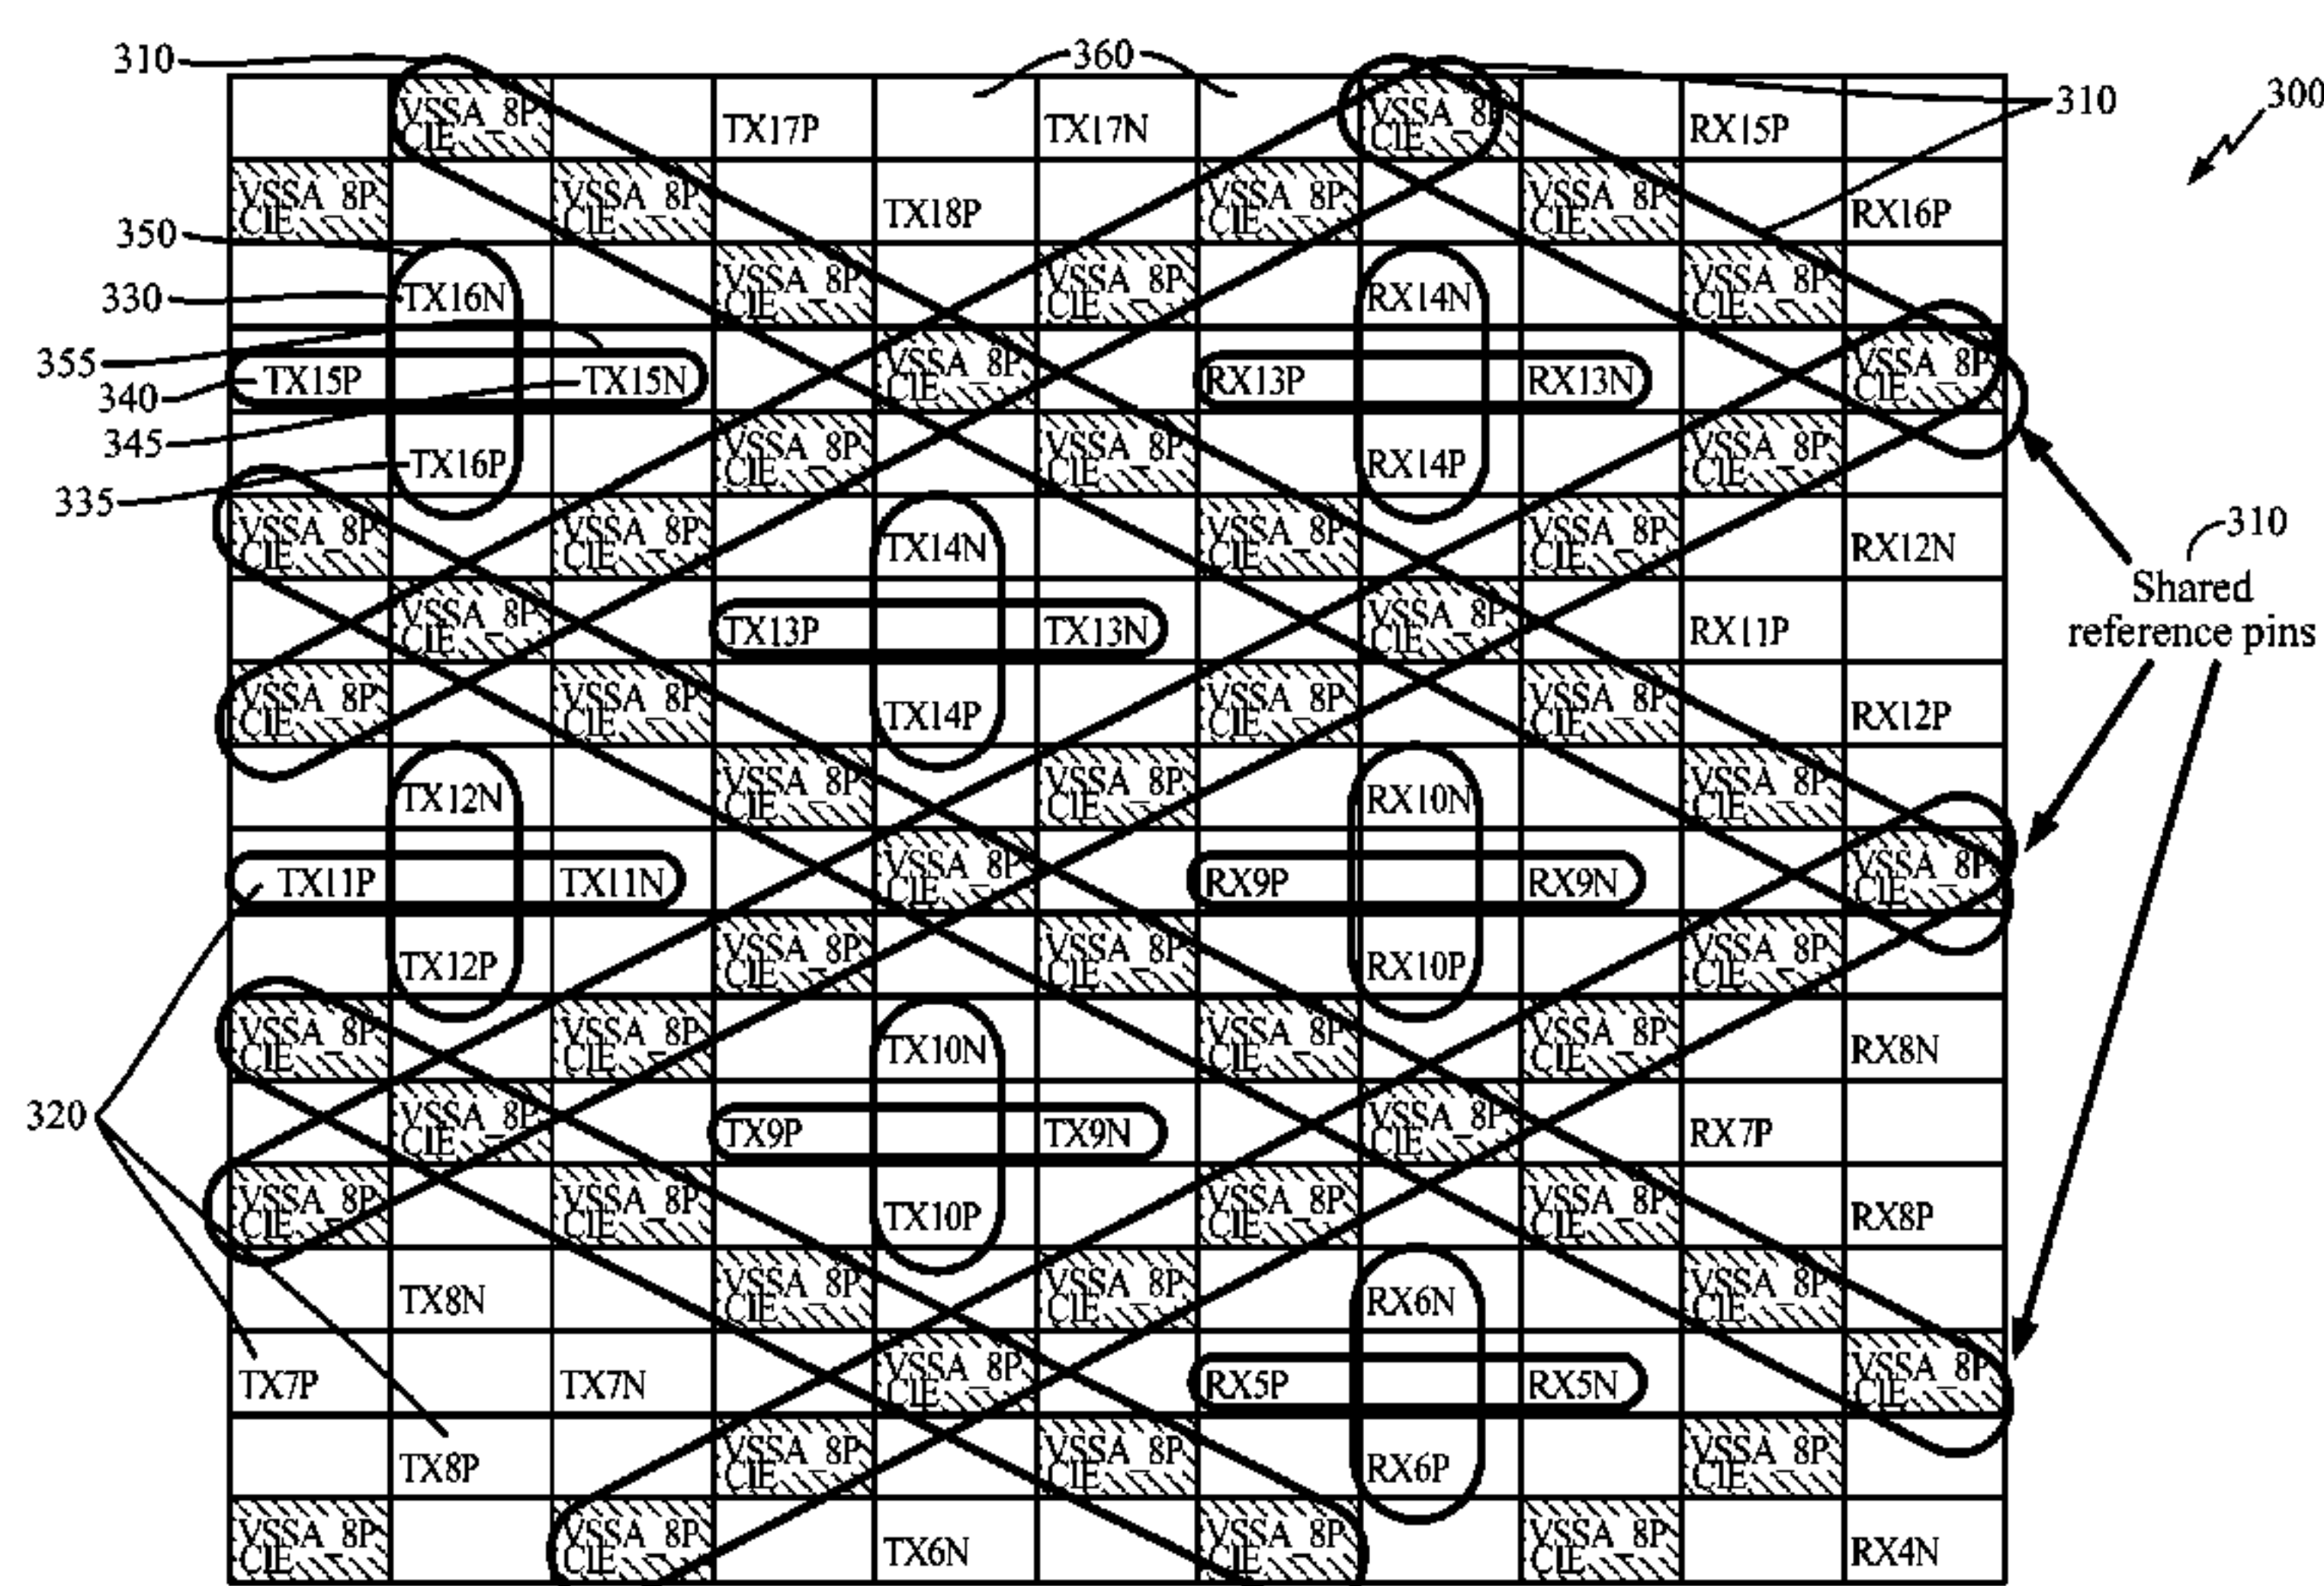 310 360
VSSA_8P VSSA_8P
CIE TX17P TX17N CIE RX15P 310 300
VSSA_8P VSSA_8P VSSA_8P VSSA_8P
CIE CIE TX18P CIE CIE RX16P
350
VSSA_8P VSSA_8P VSSA_8P
330 TX16N CIE CIE RX14N CIE
355 VSSA_8P VSSA_8P
340 TX15P TX15N CIE RX13P RX13N CIE
345 VSSA_8P VSSA_8P VSSA_8P
335 TX16P CIE CIE RX14P CIE
VSSA_8P VSSA_8P VSSA_8P VSSA_8P 310
CIE CIE TX14N CIE CIE RX12N
VSSA_8P VSSA_8P Shared
CIE TX13P TX13N CIE RX11P reference pins
VSSA_8P VSSA_8P VSSA_8P VSSA_8P
CIE CIE TX14P CIE CIE RX12P
VSSA_8P VSSA_8P VSSA_8P
TX12N CIE CIE RX10N CIE
VSSA_8P VSSA_8P
TX11P TX11N CIE RX9P RX9N CIE
VSSA_8P VSSA_8P VSSA_8P
TX12P CIE CIE RX10P CIE
VSSA_8P VSSA_8P VSSA_8P VSSA_8P
CIE CIE TX10N CIE CIE RX8N
VSSA_8P VSSA_8P
320 CIE TX9P TX9N CIE RX7P
VSSA_8P VSSA_8P VSSA_8P VSSA_8P
CIE CIE TX10P CIE CIE RX8P
VSSA_8P VSSA_8P VSSA_8P
TX8N CIE CIE RX6N CIE
VSSA_8P VSSA_8P
TX7P TX7N CIE RX5P RX5N CIE
VSSA_8P VSSA_8P VSSA_8P
TX8P CIE CIE RX6P CIE
VSSA_8P VSSA_8P VSSA_8P VSSA_8P
CIE CIE TX6N CIE CIE RX4N